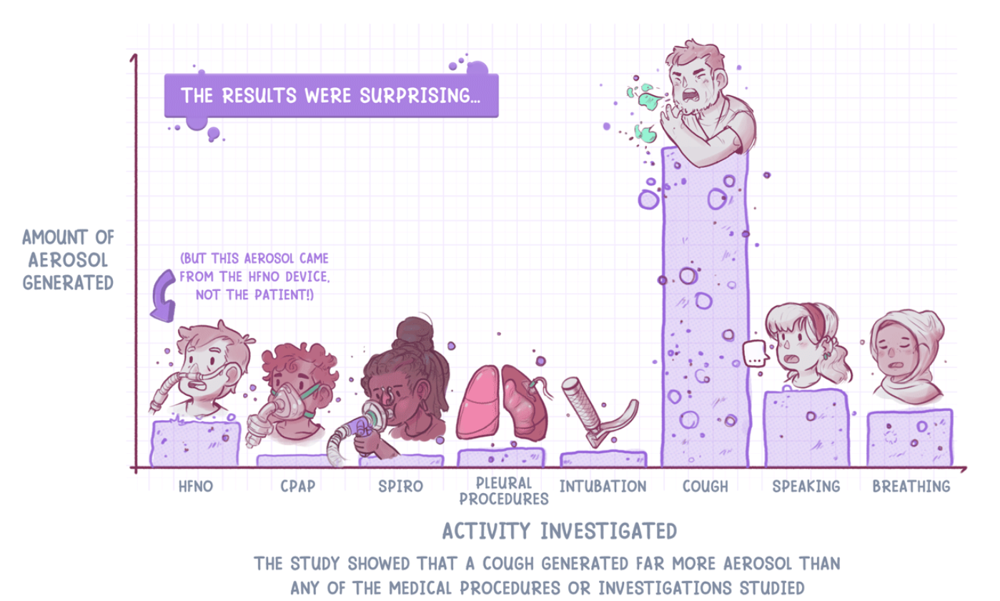 THE RESULTS WERE SURPRISING...
AMOUNT OF
AEROSOL
GENERATED
(BUT THIS AEROSOL CAME
FROM THE HFNO DEVICE,
NOT THE PATIENT!)
...
HFNO
CPAP
SPIRO
PLEURAL
PROCEDURES
INTUBATION
COUGH
SPEAKING
BREATHING
ACTIVITY INVESTIGATED
THE STUDY SHOWED THAT A COUGH GENERATED FAR MORE AEROSOL THAN
ANY OF THE MEDICAL PROCEDURES OR INVESTIGATIONS STUDIED